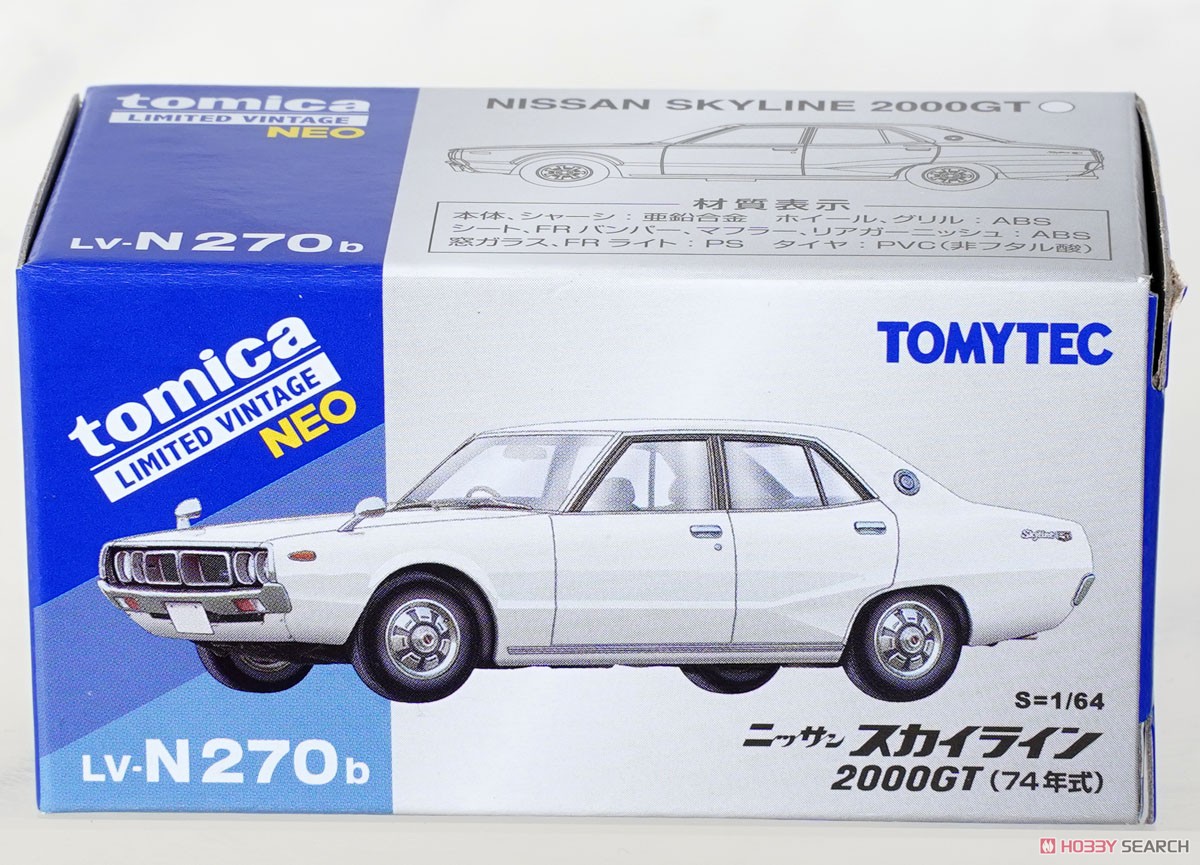 tomica
LIMITED VINTAGE
NEO
LV-N270b
NISSAN SKYLINE 2000GT
材質表示
本体、シャーシ:亜鉛合金 ホイール、グリル:ABS
シート、FRバンパー、マフラー、リアガーニッシュ:ABS
窓ガラス、FRライト:PS タイヤ:PVC(非フタル酸)
tomica
LIMITED VINTAGE
NEO
TOMYTEC
Skyline GT
S=1/64
ニッサン スカイライン
2000GT(74年式)
LV-N270b
HOBBY SEARCH